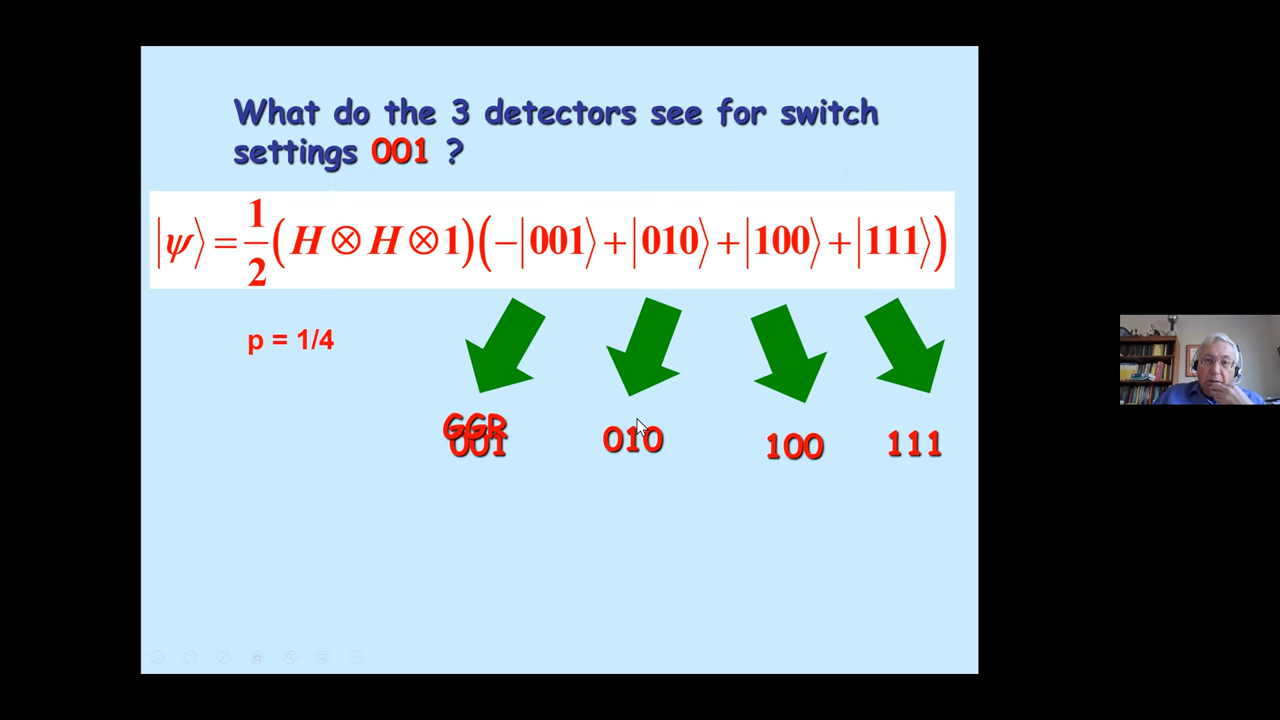 What do the 3 detectors see for switch
settings 001 ?
|ψ⟩ = 1/2 (H ⊗ H ⊗ 1)(−|001⟩ + |010⟩ + |100⟩ + |111⟩)
p = 1/4
GGR
001 010 100 111